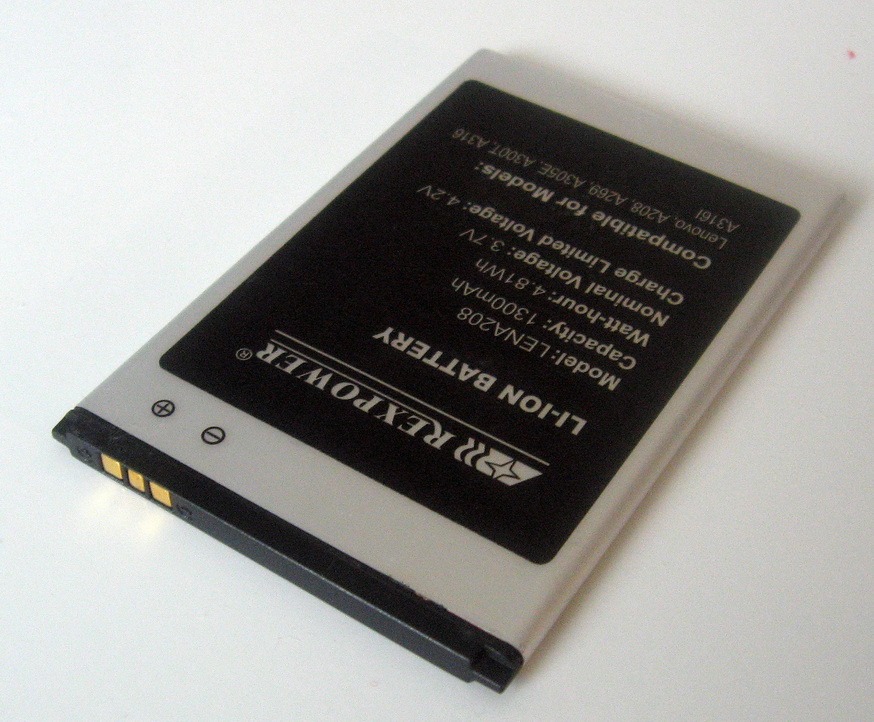 REXPOWER®
LI-ION BATTERY
Model: LENA208
Capacity: 1300mAh
Watt-hour: 4.81Wh
Nominal Voltage: 3.7V
Charge Limited Voltage: 4.2V
Compatible for Models:
Lenovo, A208, A269, A305E, A300T, A316
A316I
⊕ ⊖